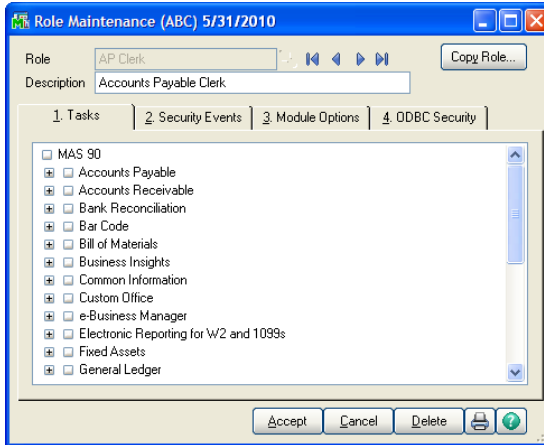 Role Maintenance (ABC) 5/31/2010
Role AP Clerk Copy Role...
Description Accounts Payable Clerk
1. Tasks 2. Security Events 3. Module Options 4. ODBC Security
MAS 90
Accounts Payable
Accounts Receivable
Bank Reconciliation
Bar Code
Bill of Materials
Business Insights
Common Information
Custom Office
e-Business Manager
Electronic Reporting for W2 and 1099s
Fixed Assets
General Ledger
Accept Cancel Delete